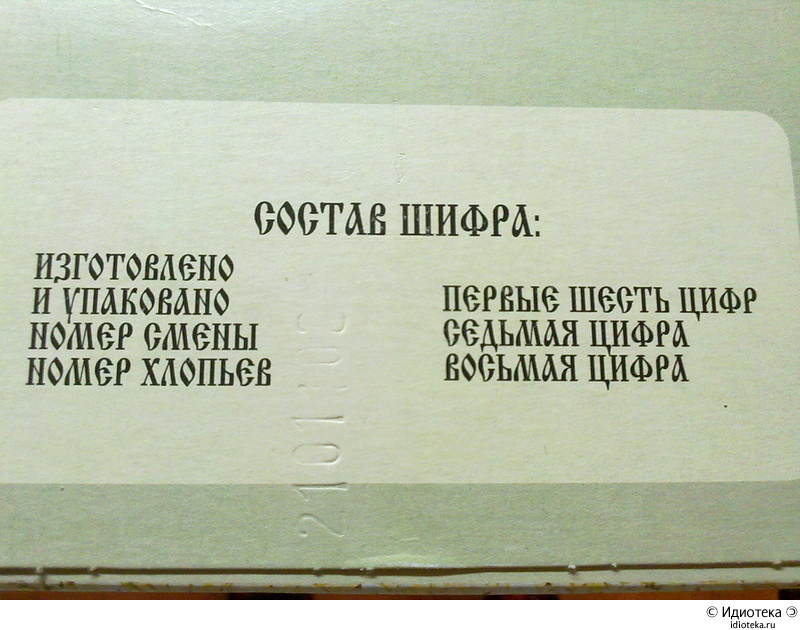 СОСТАВ ШИФРА:
ИЗГОТОВЛЕНО
И УПАКОВАНО
НОМЕР СМЕНЫ
НОМЕР ХЛОПЬЕВ
ПЕРВЫЕ ШЕСТЬ ЦИФР
СЕДЬМАЯ ЦИФРА
ВОСЬМАЯ ЦИФРА
© Идиотека
idioteka.ru